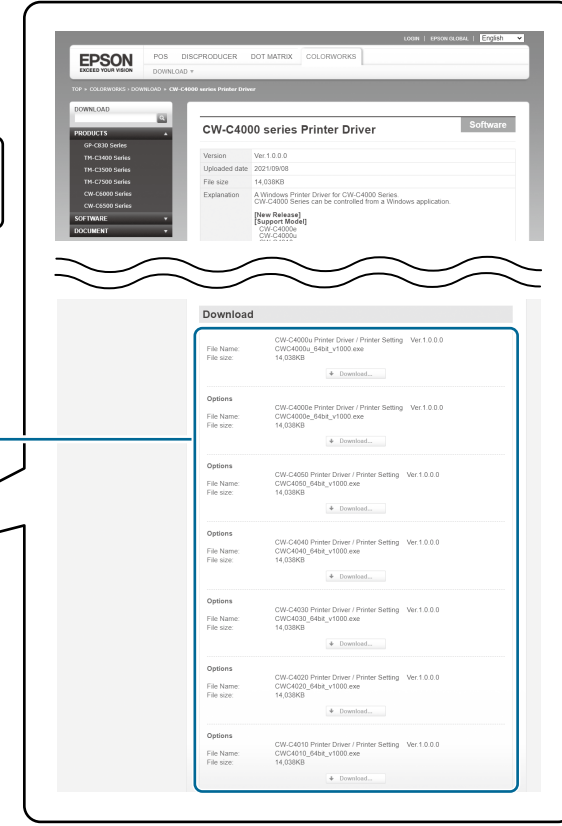 LOGIN | EPSON GLOBAL | English
EPSON
EXCEED YOUR VISION
POS DISCPRODUCER DOT MATRIX COLORWORKS
DOWNLOAD
TOP > COLORWORKS > DOWNLOAD > CW-C4000 series Printer Driver
DOWNLOAD
PRODUCTS
GP-C830 Series
TM-C3400 Series
TM-C3500 Series
TM-C7500 Series
CW-C6000 Series
CW-C6500 Series
SOFTWARE
DOCUMENT
CW-C4000 series Printer Driver
Software
Version Ver.1.0.0.0
Uploaded date 2021/09/08
File size 14,038KB
Explanation A Windows Printer Driver for CW-C4000 Series.
CW-C4000 Series can be controlled from a Windows application.
[New Release]
[Support Model]
CW-C4000e
CW-C4000u
Download
CW-C4000u Printer Driver / Printer Setting Ver.1.0.0.0
File Name: CWC4000u_64bit_v1000.exe
File size: 14,038KB
Download...
Options
CW-C4000e Printer Driver / Printer Setting Ver.1.0.0.0
File Name: CWC4000e_64bit_v1000.exe
File size: 14,038KB
Download...
Options
CW-C4050 Printer Driver / Printer Setting Ver.1.0.0.0
File Name: CWC4050_64bit_v1000.exe
File size: 14,038KB
Download...
Options
CW-C4040 Printer Driver / Printer Setting Ver.1.0.0.0
File Name: CWC4040_64bit_v1000.exe
File size: 14,038KB
Download...
Options
CW-C4030 Printer Driver / Printer Setting Ver.1.0.0.0
File Name: CWC4030_64bit_v1000.exe
File size: 14,038KB
Download...
Options
CW-C4020 Printer Driver / Printer Setting Ver.1.0.0.0
File Name: CWC4020_64bit_v1000.exe
File size: 14,038KB
Download...
Options
CW-C4010 Printer Driver / Printer Setting Ver.1.0.0.0
File Name: CWC4010_64bit_v1000.exe
File size: 14,038KB
Download...